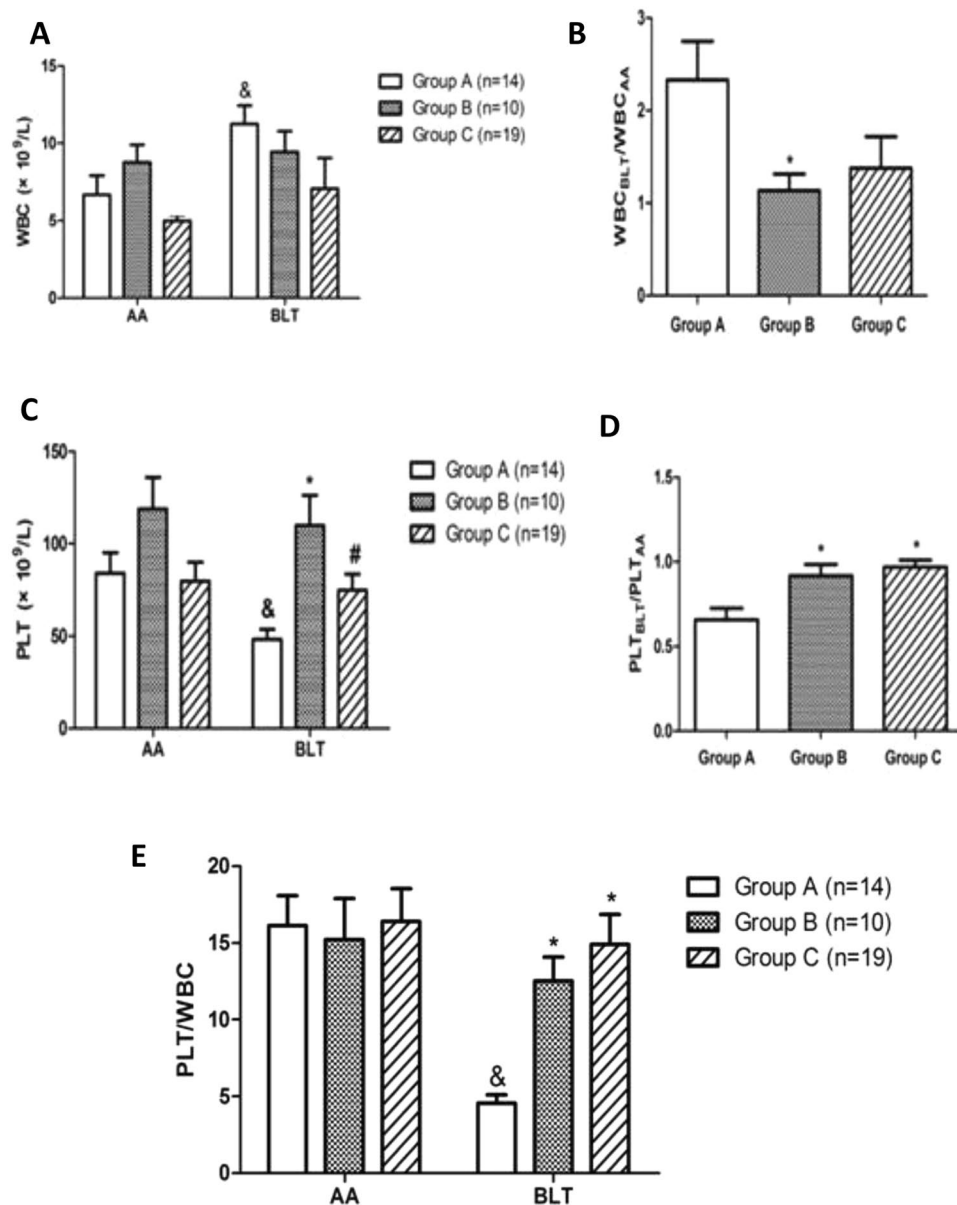 A
WBC (× 10⁹/L)
15
10
5
0
&
AA
BLT
Group A (n=14)
Group B (n=10)
Group C (n=19)
B
WBC_BLT/WBC_AA
3
2
1
0
*
Group A
Group B
Group C
C
PLT (× 10⁹/L)
150
100
50
0
&
*
#
AA
BLT
Group A (n=14)
Group B (n=10)
Group C (n=19)
D
PLT_BLT/PLT_AA
1.5
1.0
0.5
0.0
*
*
Group A
Group B
Group C
E
PLT/WBC
20
15
10
5
0
&
*
*
AA
BLT
Group A (n=14)
Group B (n=10)
Group C (n=19)